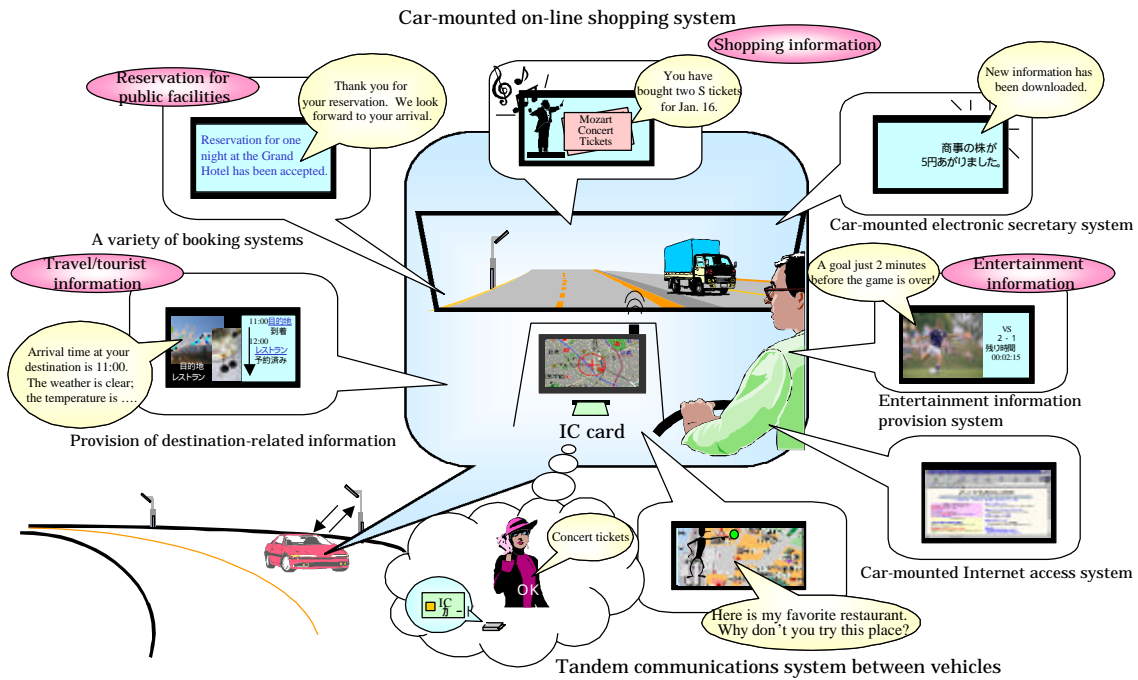 Car-mounted on-line shopping system
Shopping information
Reservation for
public facilities
Thank you for
your reservation. We look
forward to your arrival.
Reservation for one
night at the Grand
Hotel has been accepted.
You have
bought two S tickets
for Jan. 16.
Mozart
Concert
Tickets
New information has
been downloaded.
商事の株が
5円あがりました。
Car-mounted electronic secretary system
A variety of booking systems
Travel/tourist
information
11:00目的地
到着
12:00
レストラン
予約済み
目的地
レストラン
Arrival time at your
destination is 11:00.
The weather is clear;
the temperature is ….
Provision of destination-related information
A goal just 2 minutes
before the game is over!
Entertainment
information
VS
2 - 1
残り時間
00:02:15
Entertainment information
provision system
IC card
Concert tickets
OK
IC
カ－ド
Car-mounted Internet access system
Here is my favorite restaurant.
Why don't you try this place?
Tandem communications system between vehicles